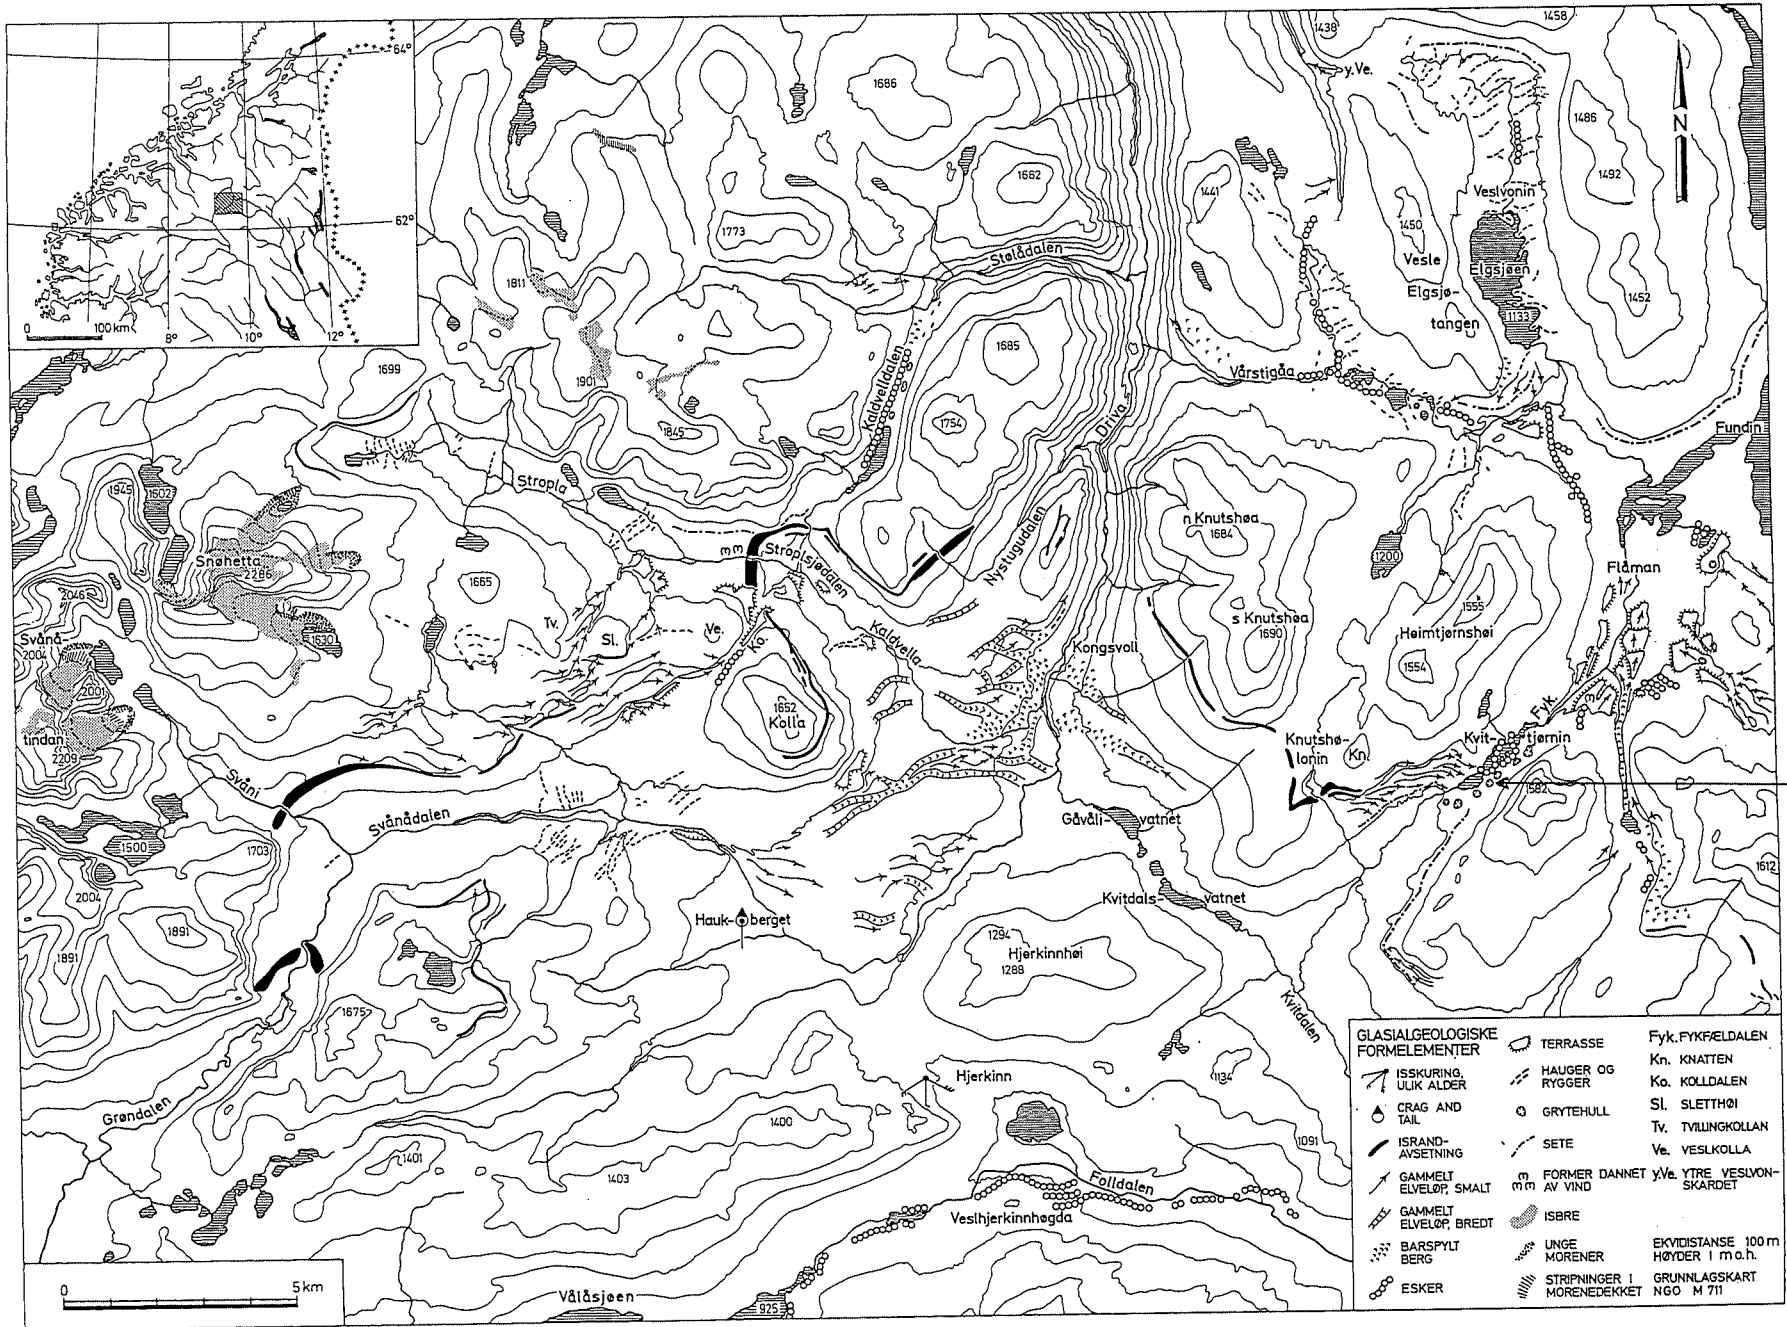 64°
62°
0 100 km
8° 10° 12°
1438
1458
y.Ve.
1686
1486
N
1662
1441
1492
Veslvonin
1773
1450
Stølådalen
Vesle
Elgsjøen
1811
Elgsjø-
1452
tangen
1133
1685
1699
Kaldvelldalen
Vårstigåa
1901
Driva
1754
1845
Fundin
Stropla
1945
1602
n Knutshøa
1684
Nystugudalen
Snøhetta
2286
Stroplsjødalen
1200
Flåman
1665
2046
1555
Tv.
Ve.
s Knutshøa
1690
Høimtjørnshøi
1630
Sl.
Kaldvella
Svånå-
2004
Ko.
Kongsvoll
1554
2001
1652
Kolla
Fyk
tindan
Knutshø-
lonin
Kn.
Kvit-
tjørnin
2209
Svåni
1582
Svånådalen
Gåvåli- vatnet
1500
1703
1612
2004
Kvitdals- vatnet
1891
Hauk- berget
1294
Hjerkinnhøi
1288
1891
Kvitdalen
1675
Hjerkinn
1134
Grøndalen
1400
1091
1401
1403
Folldalen
Veslhjerkinnhøgda
0 5 km
Vålåsjøen
925
GLASIALGEOLOGISKE
FORMELEMENTER
ISSKURING,
ULIK ALDER
CRAG AND
TAIL
ISRAND-
AVSETNING
GAMMELT
ELVELØP, SMALT
GAMMELT
ELVELØP, BREDT
BARSPYLT
BERG
ESKER
TERRASSE
HAUGER OG
RYGGER
GRYTEHULL
SETE
FORMER DANNET
AV VIND
ISBRE
UNGE
MORENER
STRIPNINGER I
MORENEDEKKET
Fyk. FYKFÆLDALEN
Kn. KNATTEN
Ko. KOLLDALEN
Sl. SLETTHØI
Tv. TVILLINGKOLLAN
Ve. VESLKOLLA
y.Ve. YTRE VESLVON-
SKARDET
EKVIDISTANSE 100 m
HØYDER I m o.h.
GRUNNLAGSKART
NGO M 711